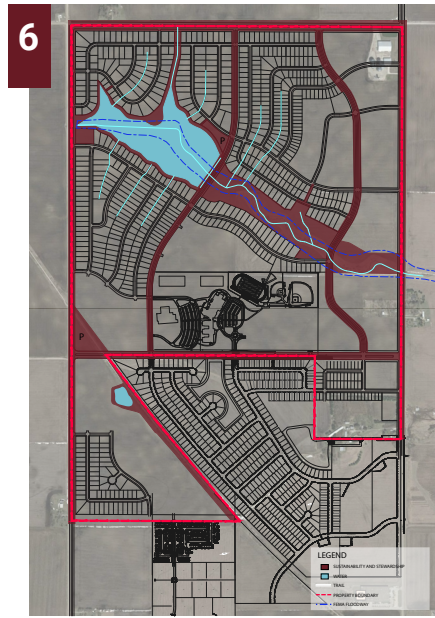 6
P
P
LEGEND
SUSTAINABILITY AND STEWARDSHIP
WATER
TRAIL
PROPERTY BOUNDARY
FEMA FLOODWAY